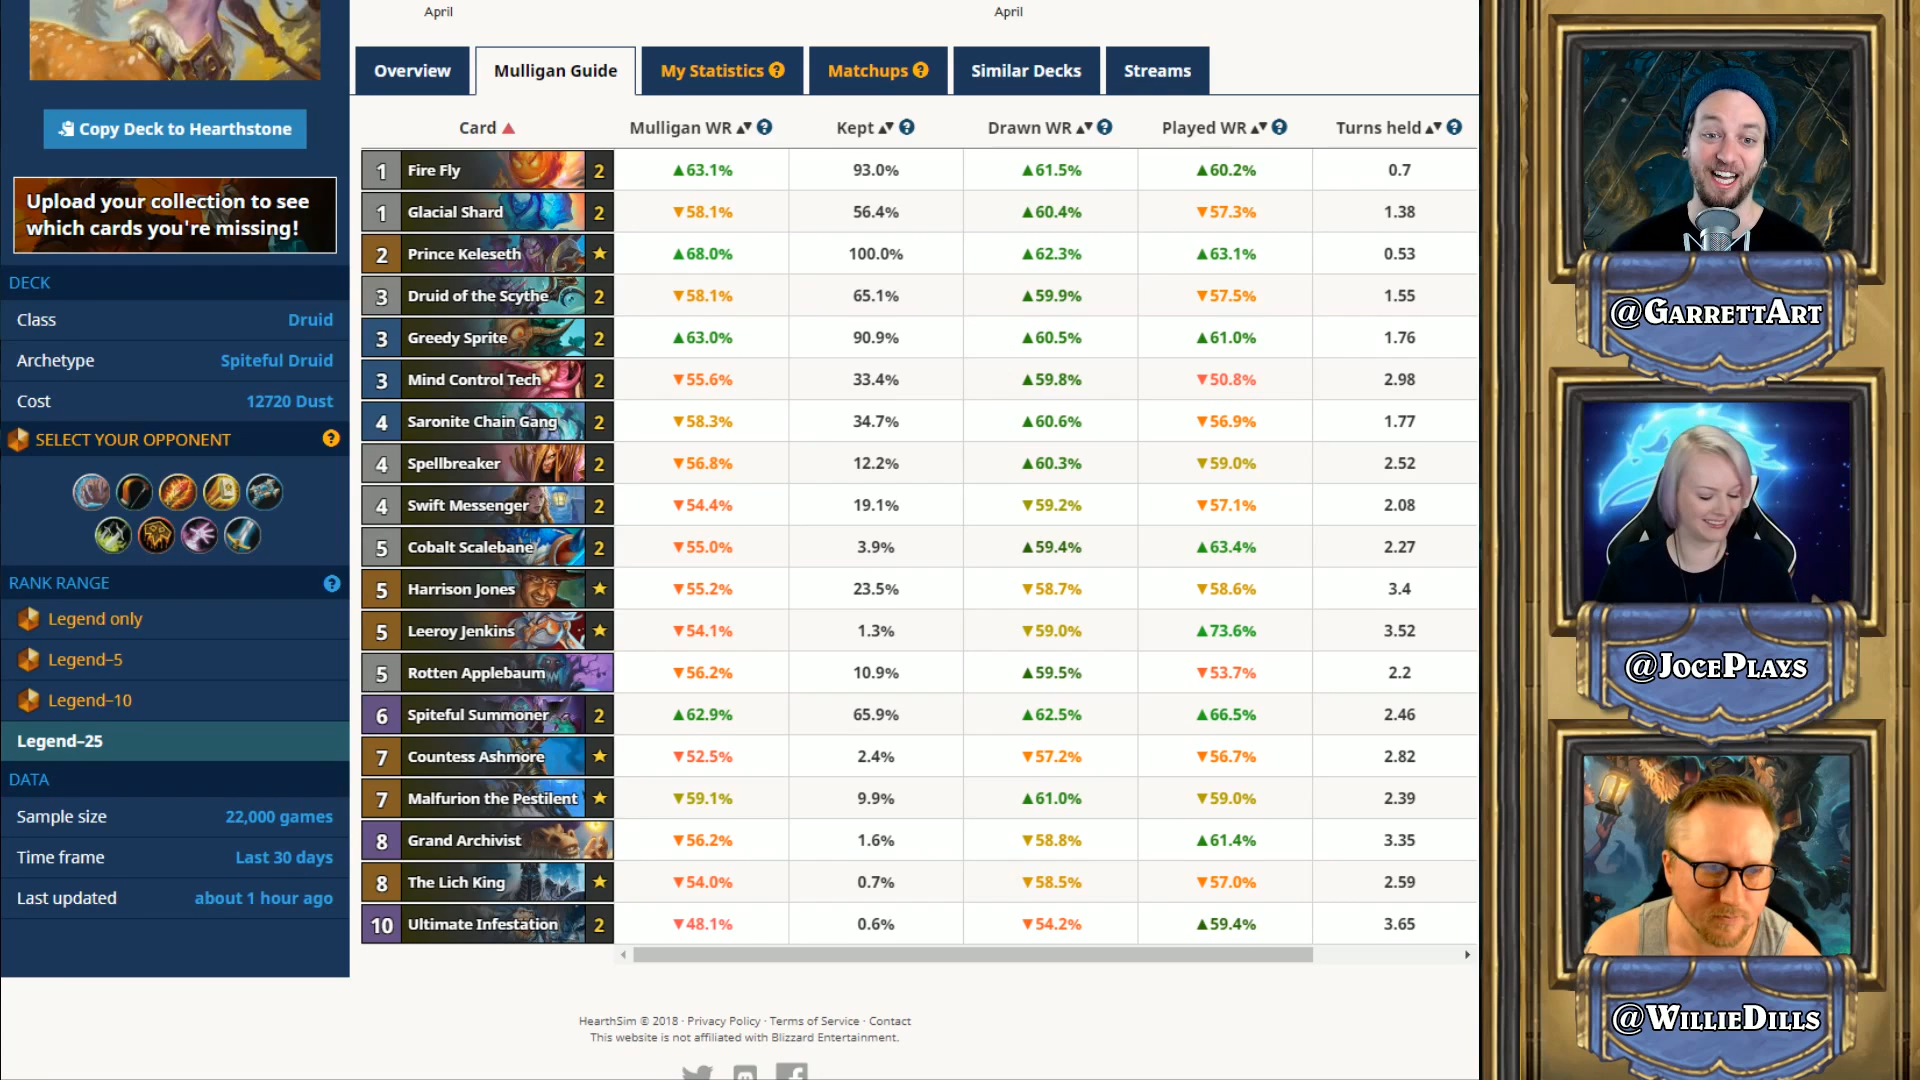 April
April
Overview
Mulligan Guide
My Statistics ?
Matchups ?
Similar Decks
Streams
Copy Deck to Hearthstone
Upload your collection to see
which cards you're missing!
DECK
Class Druid
Archetype Spiteful Druid
Cost 12720 Dust
SELECT YOUR OPPONENT ?
RANK RANGE ?
Legend only
Legend–5
Legend–10
Legend–25
DATA
Sample size 22,000 games
Time frame Last 30 days
Last updated about 1 hour ago
Card ▲ Mulligan WR ▲▼ ? Kept ▲▼ ? Drawn WR ▲▼ ? Played WR ▲▼ ? Turns held ▲▼ ?
1 Fire Fly 2 ▲63.1% 93.0% ▲61.5% ▲60.2% 0.7
1 Glacial Shard 2 ▼58.1% 56.4% ▲60.4% ▼57.3% 1.38
2 Prince Keleseth ★ ▲68.0% 100.0% ▲62.3% ▲63.1% 0.53
3 Druid of the Scythe 2 ▼58.1% 65.1% ▲59.9% ▼57.5% 1.55
3 Greedy Sprite 2 ▲63.0% 90.9% ▲60.5% ▲61.0% 1.76
3 Mind Control Tech 2 ▼55.6% 33.4% ▲59.8% ▼50.8% 2.98
4 Saronite Chain Gang 2 ▼58.3% 34.7% ▲60.6% ▼56.9% 1.77
4 Spellbreaker 2 ▼56.8% 12.2% ▲60.3% ▼59.0% 2.52
4 Swift Messenger 2 ▼54.4% 19.1% ▼59.2% ▼57.1% 2.08
5 Cobalt Scalebane 2 ▼55.0% 3.9% ▲59.4% ▲63.4% 2.27
5 Harrison Jones ★ ▼55.2% 23.5% ▼58.7% ▼58.6% 3.4
5 Leeroy Jenkins ★ ▼54.1% 1.3% ▼59.0% ▲73.6% 3.52
5 Rotten Applebaum ▼56.2% 10.9% ▲59.5% ▼53.7% 2.2
6 Spiteful Summoner 2 ▲62.9% 65.9% ▲62.5% ▲66.5% 2.46
7 Countess Ashmore ★ ▼52.5% 2.4% ▼57.2% ▼56.7% 2.82
7 Malfurion the Pestilent ★ ▼59.1% 9.9% ▲61.0% ▼59.0% 2.39
8 Grand Archivist ▼56.2% 1.6% ▼58.8% ▲61.4% 3.35
8 The Lich King ★ ▼54.0% 0.7% ▼58.5% ▼57.0% 2.59
10 Ultimate Infestation 2 ▼48.1% 0.6% ▼54.2% ▲59.4% 3.65
HearthSim © 2018 · Privacy Policy · Terms of Service · Contact
This website is not affiliated with Blizzard Entertainment.
@GARRETTART
@JOCEPLAYS
@WILLIEDILLS